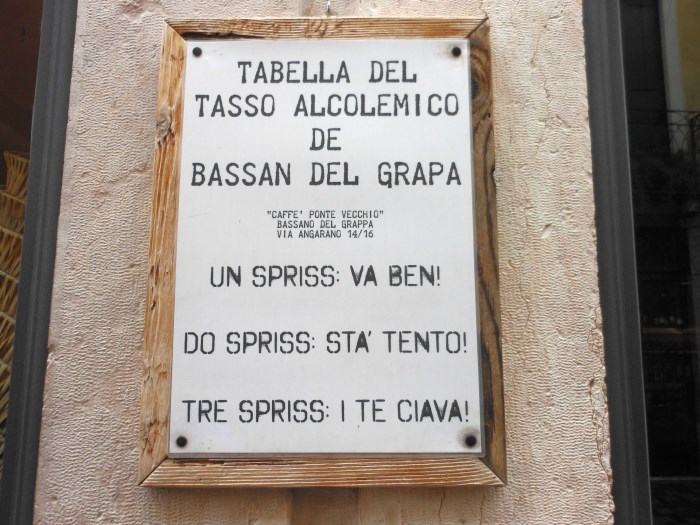 TABELLA DEL
TASSO ALCOLEMICO
DE
BASSAN DEL GRAPA
"CAFFE' PONTE VECCHIO"
BASSANO DEL GRAPPA
VIA ANGARANO 14/16
UN SPRISS: VA BEN!
DO SPRISS: STA' TENTO!
TRE SPRISS: I TE CIAVA!